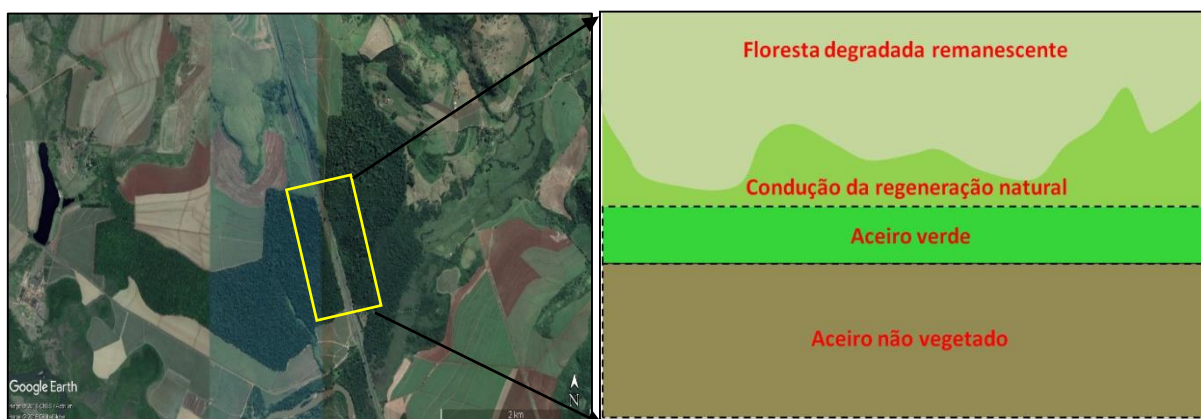 Floresta degradada remanescente
Condução da regeneração natural
Aceiro verde
Aceiro não vegetado
Google Earth
N
2 km